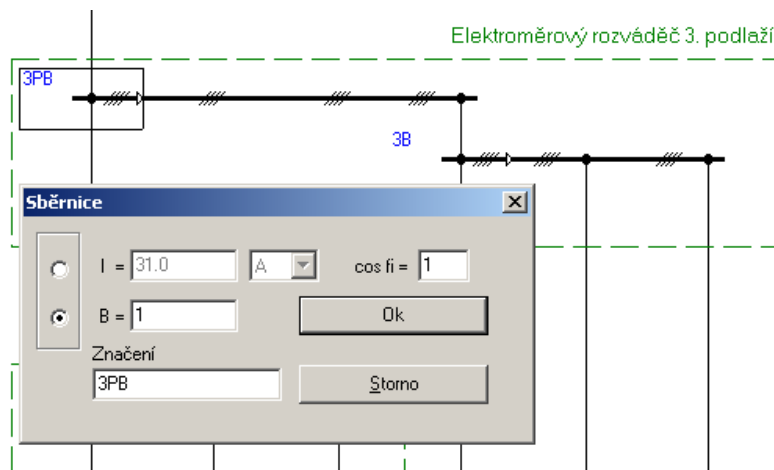 Elektroměrový rozváděč 3. podlaží
3PB
3B
Sběrnice
I = 31.0 A cos fi = 1
B = 1 Ok
Značení
3PB Storno